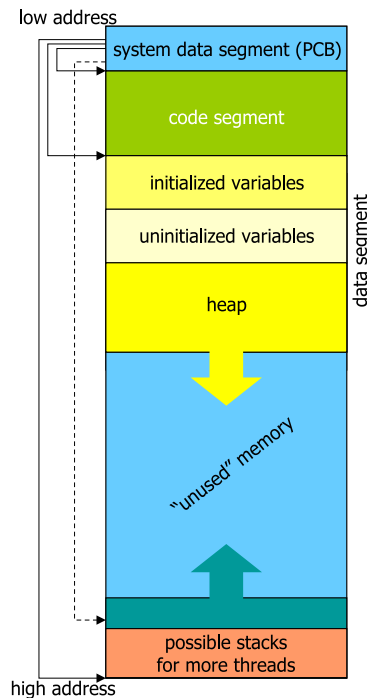 low address
system data segment (PCB)
code segment
initialized variables
uninitialized variables
data segment
heap
“unused” memory
possible stacks
for more threads
high address